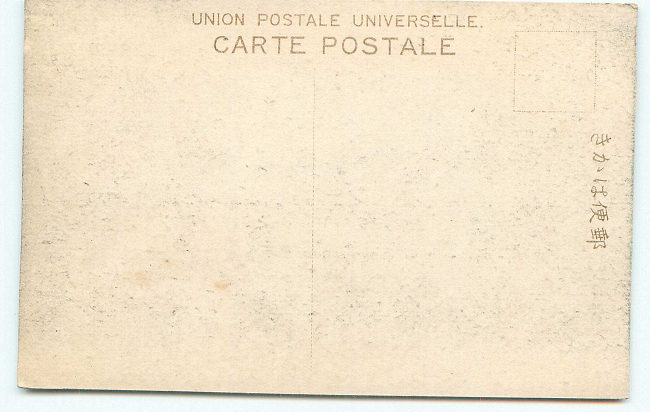 UNION POSTALE UNIVERSELLE.
CARTE POSTALE
郵便はかき